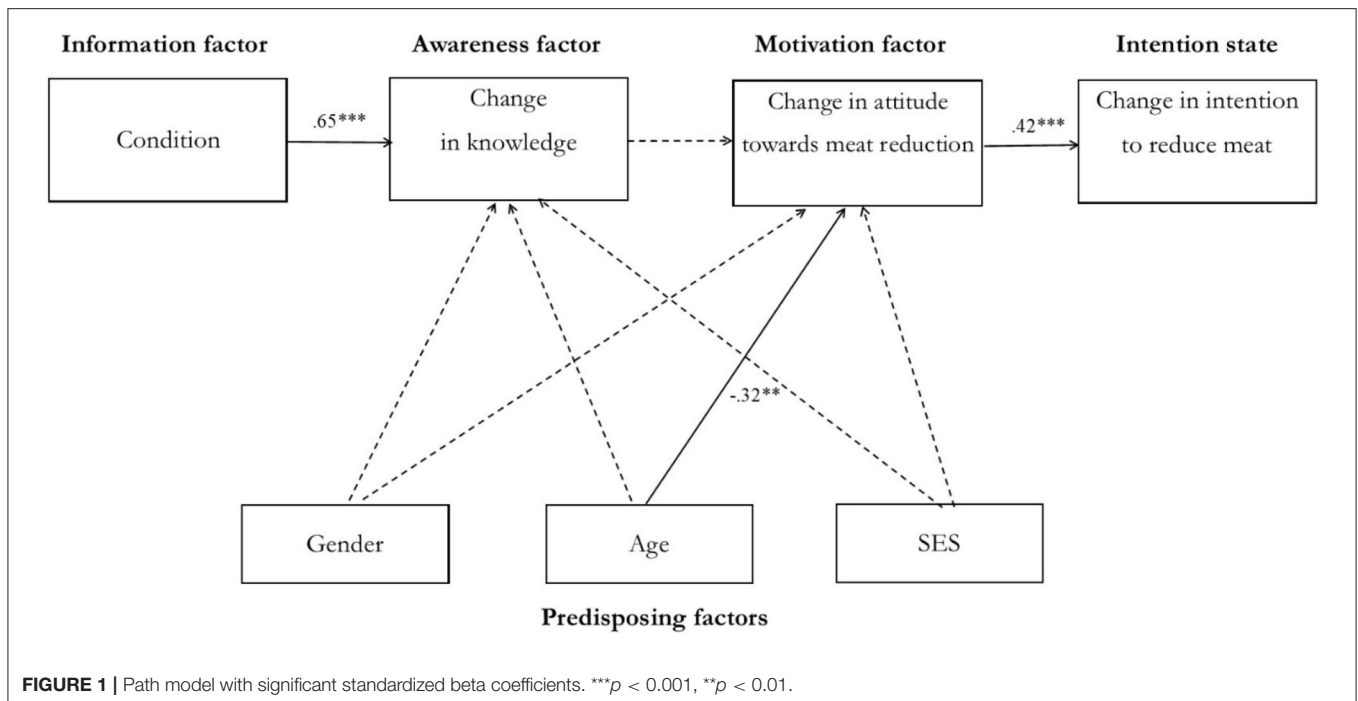 Information factor
Awareness factor
Motivation factor
Intention state
Condition
.65***
Change
in knowledge
Change in attitude
towards meat reduction
.42***
Change in intention
to reduce meat
-.32**
Gender
Age
SES
Predisposing factors
FIGURE 1 | Path model with significant standardized beta coefficients. ***p < 0.001, **p < 0.01.